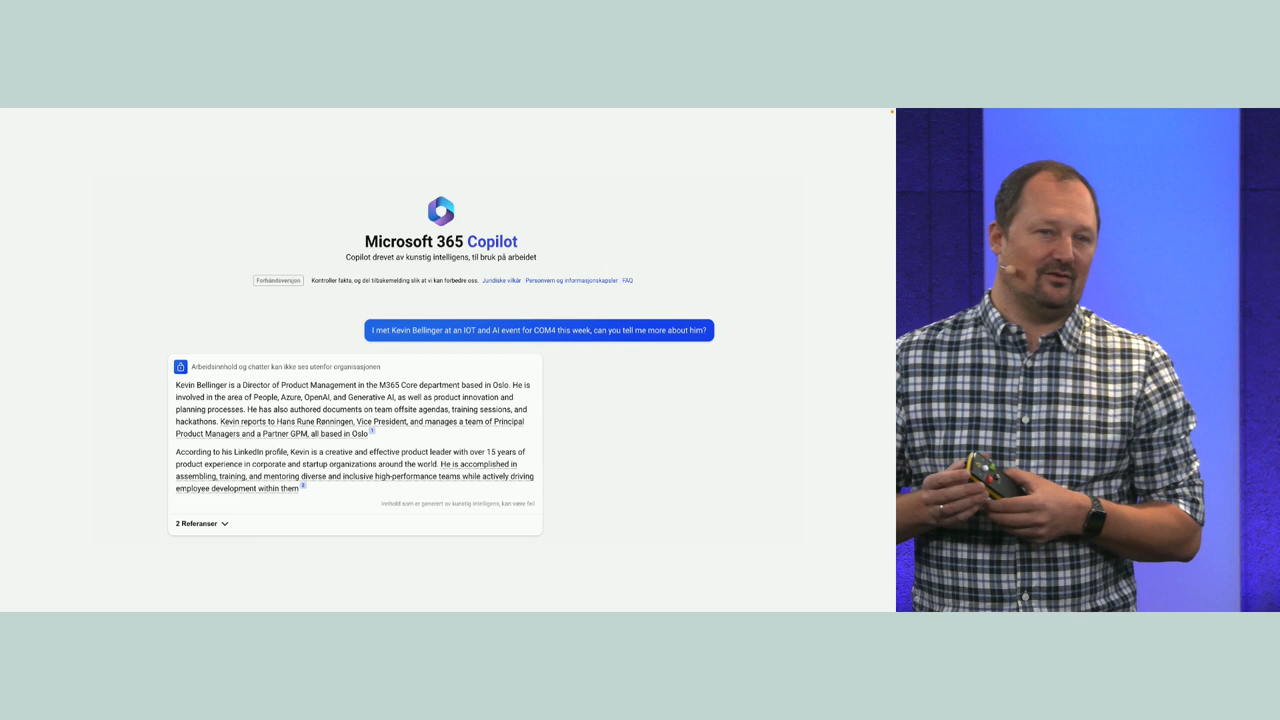 Microsoft 365 Copilot
Copilot drevet av kunstig intelligens, til bruk på arbeidet
Forhåndsversjon
Kontroller fakta, og del tilbakemelding slik at vi kan forbedre oss. Juridiske vilkår Personvern og informasjonskapsler FAQ
I met Kevin Bellinger at an IOT and AI event for COM4 this week, can you tell me more about him?
Arbeidsinnhold og chatter kan ikke ses utenfor organisasjonen
Kevin Bellinger is a Director of Product Management in the M365 Core department based in Oslo. He is
involved in the area of People, Azure, OpenAI, and Generative AI, as well as product innovation and
planning processes. He has also authored documents on team offsite agendas, training sessions, and
hackathons. Kevin reports to Hans Rune Rønningen, Vice President, and manages a team of Principal
Product Managers and a Partner GPM, all based in Oslo 1
According to his LinkedIn profile, Kevin is a creative and effective product leader with over 15 years of
product experience in corporate and startup organizations around the world. He is accomplished in
assembling, training, and mentoring diverse and inclusive high-performance teams while actively driving
employee development within them 2
Innhold som er generert av kunstig intelligens, kan være feil
2 Referanser